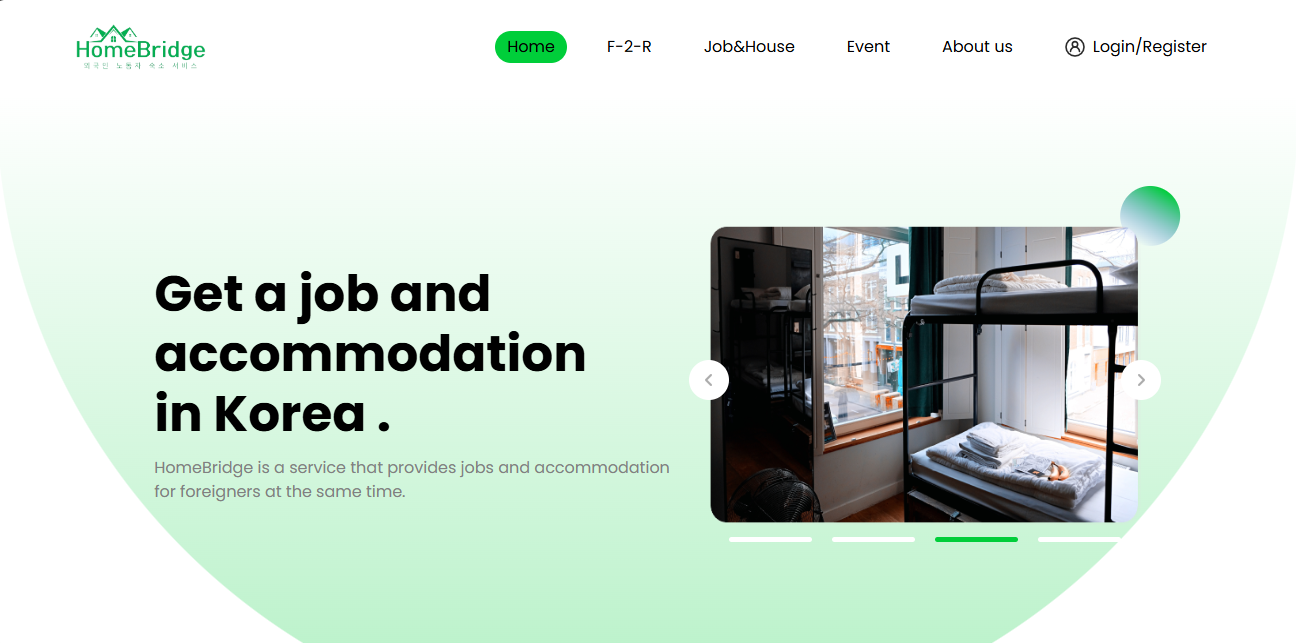 HomeBridge
외국인 노동자 숙소 서비스
Home
F-2-R
Job&House
Event
About us
Login/Register
Get a job and
accommodation
in Korea .
HomeBridge is a service that provides jobs and accommodation
for foreigners at the same time.